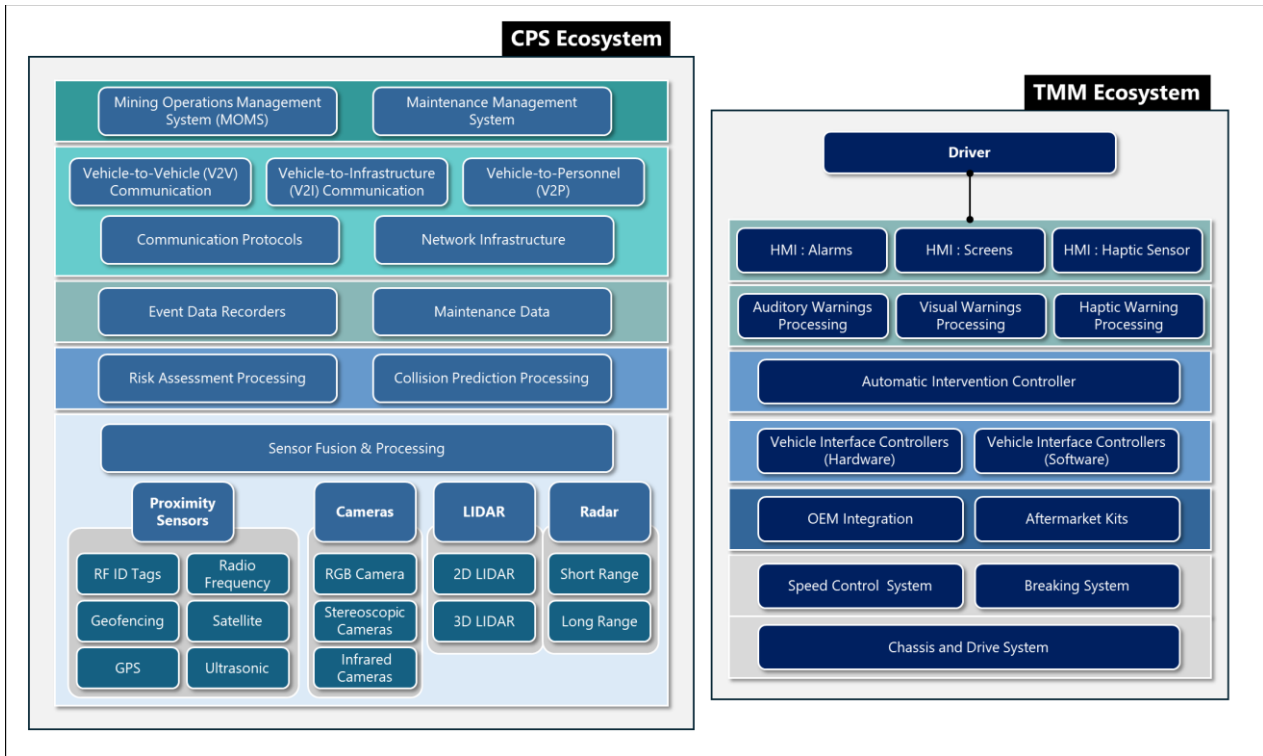 CPS Ecosystem
Mining Operations Management
System (MOMS)
Maintenance Management
System
Vehicle-to-Vehicle (V2V)
Communication
Vehicle-to-Infrastructure
(V2I) Communication
Vehicle-to-Personnel
(V2P)
Communication Protocols
Network Infrastructure
Event Data Recorders
Maintenance Data
Risk Assessment Processing
Collision Prediction Processing
Sensor Fusion & Processing
Proximity
Sensors
Cameras
LIDAR
Radar
RF ID Tags
Radio
Frequency
RGB Camera
2D LIDAR
Short Range
Geofencing
Satellite
Stereoscopic
Cameras
3D LIDAR
Long Range
GPS
Ultrasonic
Infrared
Cameras
TMM Ecosystem
Driver
HMI : Alarms
HMI : Screens
HMI : Haptic Sensor
Auditory Warnings
Processing
Visual Warnings
Processing
Haptic Warning
Processing
Automatic Intervention Controller
Vehicle Interface Controllers
(Hardware)
Vehicle Interface Controllers
(Software)
OEM Integration
Aftermarket Kits
Speed Control System
Breaking System
Chassis and Drive System